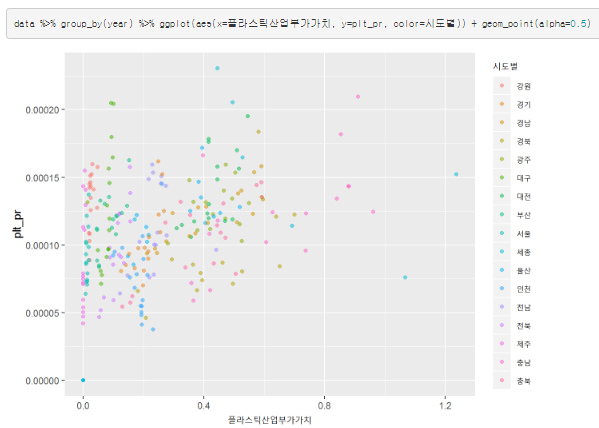 data %>% group_by(year) %>% ggplot(aes(x=플라스틱산업부가가치, y=plt_pr, color=시도별)) + geom_point(alpha=0.5)
시도별
강원
경기
경남
경북
광주
대구
대전
부산
서울
세종
울산
인천
전남
전북
제주
충남
충북
plt_pr
0.00020
0.00015
0.00010
0.00005
0.00000
0.0 0.4 0.8 1.2
플라스틱산업부가가치